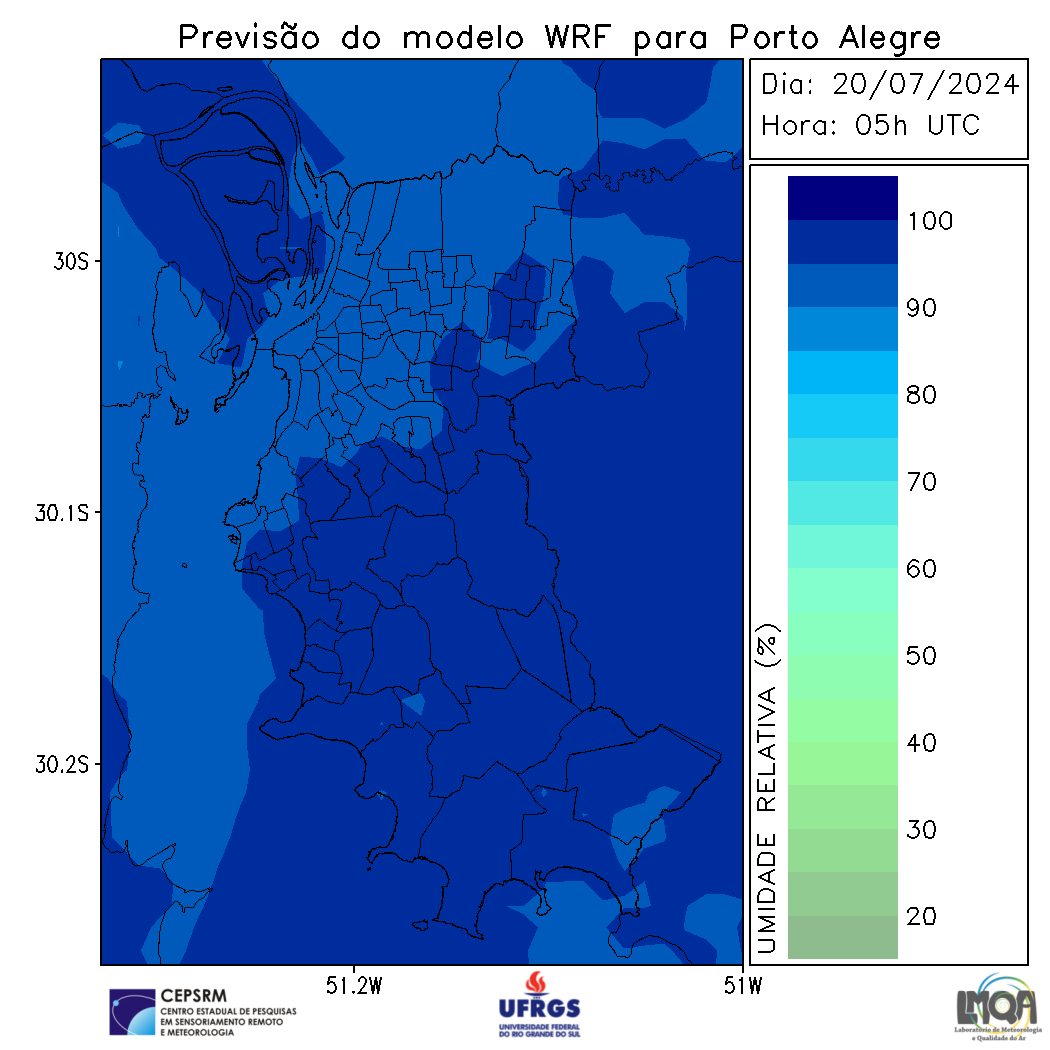 Previsão do modelo WRF para Porto Alegre
Dia: 20/07/2024
Hora: 05h UTC
30S
30.1S
30.2S
51.2W
51W
UMIDADE RELATIVA (%)
100
90
80
70
60
50
40
30
20
CEPSRM
CENTRO ESTADUAL DE PESQUISAS
EM SENSORIAMENTO REMOTO
E METEOROLOGIA
UFRGS
UNIVERSIDADE FEDERAL
DO RIO GRANDE DO SUL
LMQA
Laboratório de Meteorologia
e Qualidade do Ar